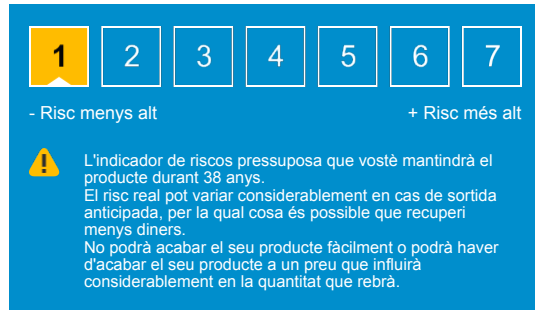 1 2 3 4 5 6 7
- Risc menys alt + Risc més alt
L'indicador de riscos pressuposa que vostè mantindrà el
producte durant 38 anys.
El risc real pot variar considerablement en cas de sortida
anticipada, per la qual cosa és possible que recuperi
menys diners.
No podrà acabar el seu producte fàcilment o podrà haver
d'acabar el seu producte a un preu que influirà
considerablement en la quantitat que rebrà.